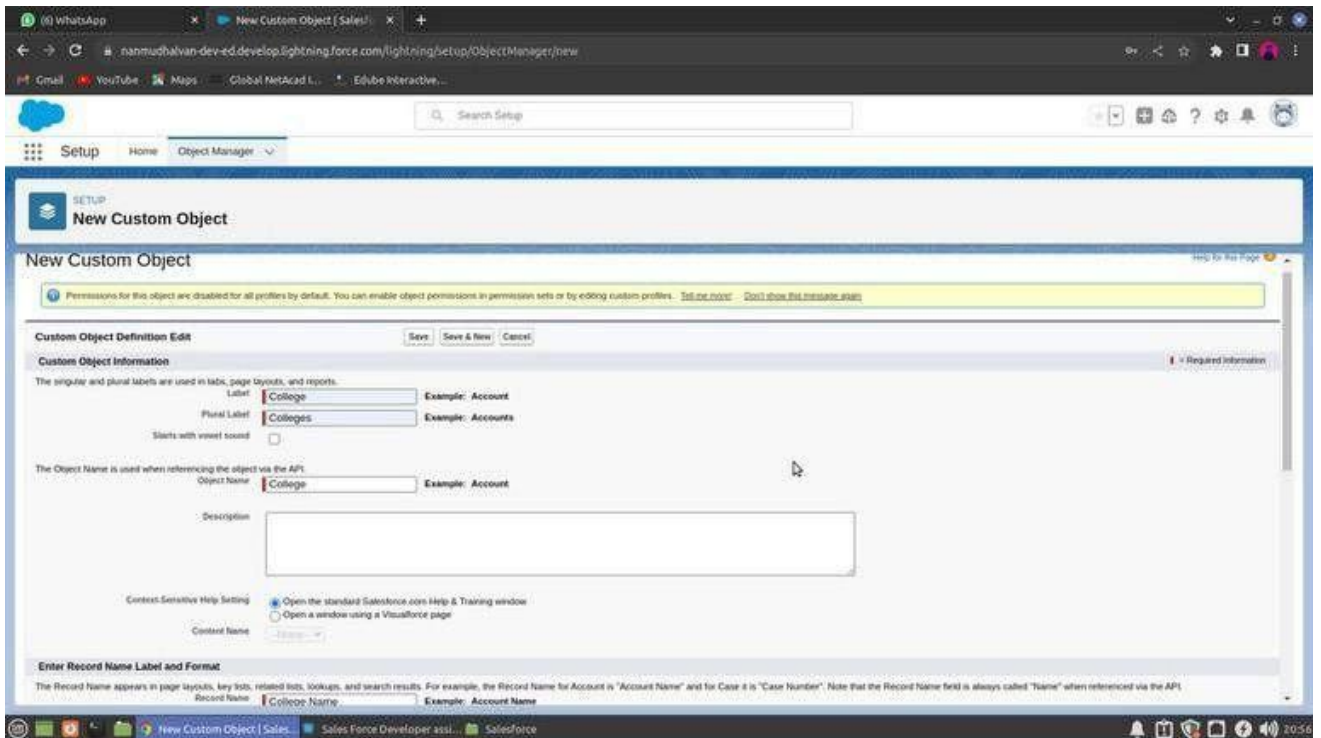 (6) WhatsApp
New Custom Object | Salesf
nanmudhalvan-dev-ed.develop.lightning.force.com/lightning/setup/ObjectManager/new
Gmail YouTube Maps Global NetAcad L... Edube Interactive...
Search Setup
Setup Home Object Manager
SETUP
New Custom Object
New Custom Object
Help for this Page
Permissions for this object are disabled for all profiles by default. You can enable object permissions in permission sets or by editing custom profiles. Tell me more! Don't show this message again
Custom Object Definition Edit Save Save & New Cancel
Custom Object Information = Required Information
The singular and plural labels are used in tabs, page layouts, and reports.
Label College Example: Account
Plural Label Colleges Example: Accounts
Starts with vowel sound
The Object Name is used when referencing the object via the API.
Object Name College Example: Account
Description
Context-Sensitive Help Setting Open the standard Salesforce.com Help & Training window
Open a window using a Visualforce page
Content Name --None--
Enter Record Name Label and Format
The Record Name appears in page layouts, key lists, related lists, lookups, and search results. For example, the Record Name for Account is "Account Name" and for Case it is "Case Number". Note that the Record Name field is always called "Name" when referenced via the API.
Record Name College Name Example: Account Name
New Custom Object | Sales... Sales Force Developer assi... Salesforce 20:56